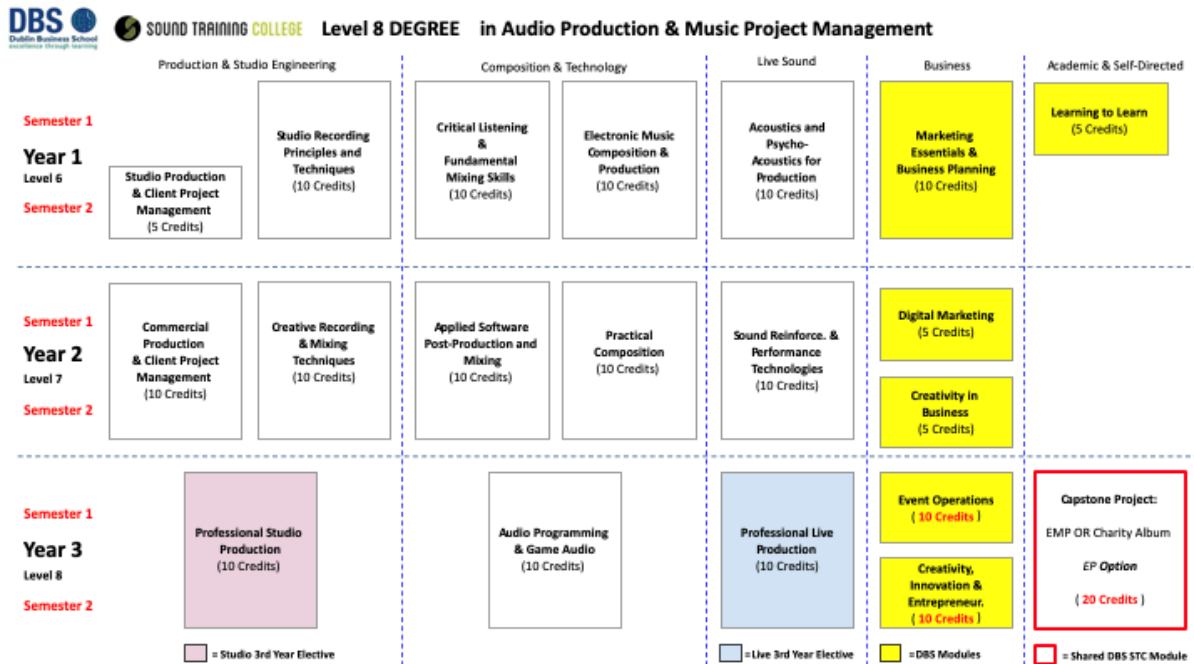 DBS
Dublin Business School
excellence through learning
SOUND TRAINING COLLEGE
Level 8 DEGREE in Audio Production & Music Project Management
Production & Studio Engineering
Composition & Technology
Live Sound
Business
Academic & Self-Directed
Semester 1
Year 1
Level 6
Semester 2
Studio Production
& Client Project
Management
(5 Credits)
Studio Recording
Principles and
Techniques
(10 Credits)
Critical Listening
&
Fundamental
Mixing Skills
(10 Credits)
Electronic Music
Composition &
Production
(10 Credits)
Acoustics and
Psycho-
Acoustics for
Production
(10 Credits)
Marketing
Essentials &
Business Planning
(10 Credits)
Learning to Learn
(5 Credits)
Semester 1
Year 2
Level 7
Semester 2
Commercial
Production
& Client Project
Management
(10 Credits)
Creative Recording
& Mixing
Techniques
(10 Credits)
Applied Software
Post-Production and
Mixing
(10 Credits)
Practical
Composition
(10 Credits)
Sound Reinforce. &
Performance
Technologies
(10 Credits)
Digital Marketing
(5 Credits)
Creativity in
Business
(5 Credits)
Semester 1
Year 3
Level 8
Semester 2
Professional Studio
Production
(10 Credits)
Audio Programming
& Game Audio
(10 Credits)
Professional Live
Production
(10 Credits)
Event Operations
( 10 Credits )
Creativity,
Innovation &
Entrepreneur.
( 10 Credits )
Capstone Project:
EMP OR Charity Album
EP Option
( 20 Credits )
= Studio 3rd Year Elective
=Live 3rd Year Elective
=DBS Modules
= Shared DBS STC Module